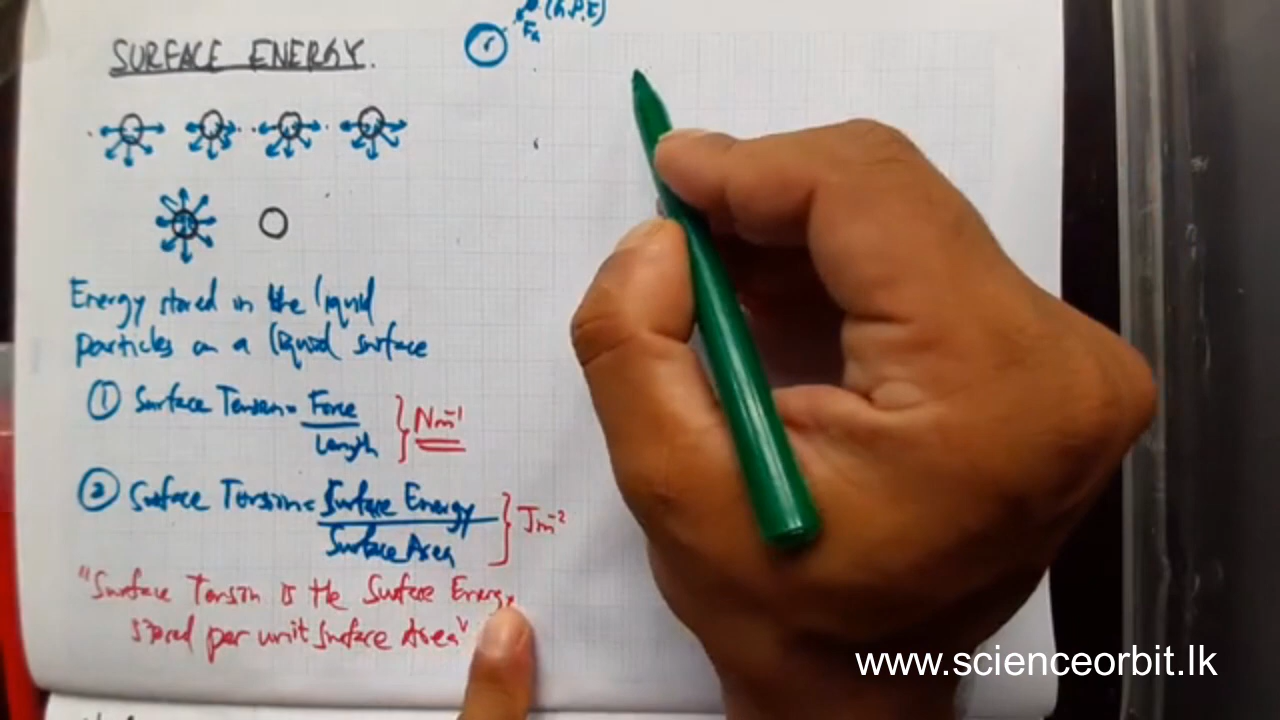 SURFACE ENERGY.
(G.P.E)
Energy stored in the liquid
particles on a liquid surface
① Surface Tension = Force
Length
} Nm⁻¹
② Surface Tension = Surface Energy
Surface Area
} Jm⁻²
"Surface Tension is the Surface Energy
stored per unit Surface Area"
www.scienceorbit.lk